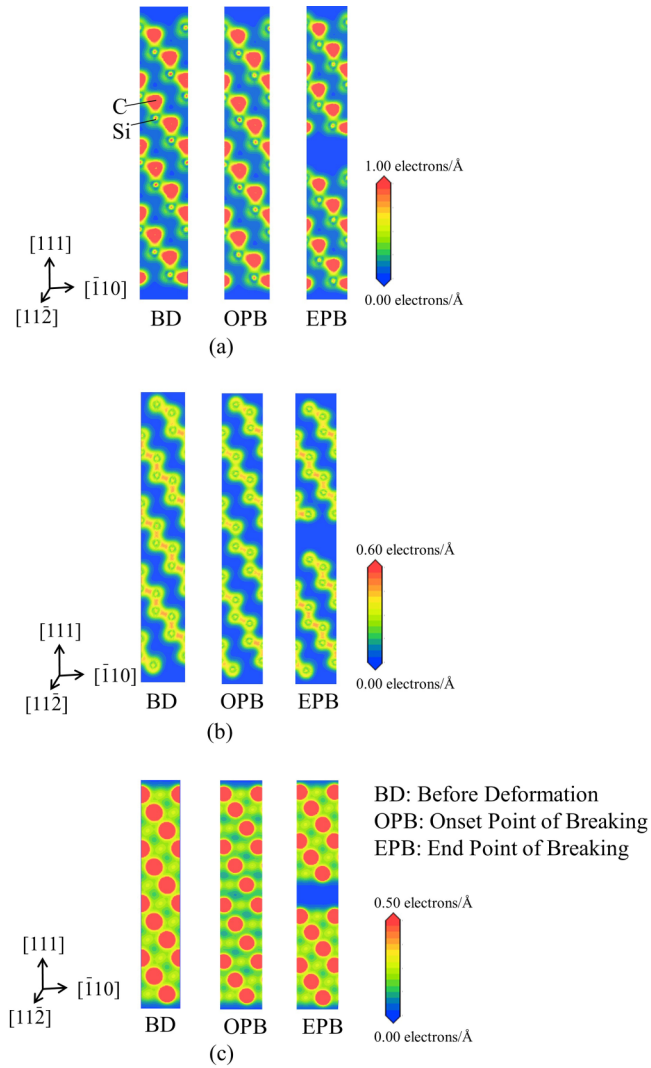 C
Si
1.00 electrons/Å
0.00 electrons/Å
[111]
[1̄10]
[112̄]
BD OPB EPB
(a)
0.60 electrons/Å
0.00 electrons/Å
[111]
[1̄10]
[112̄]
BD OPB EPB
(b)
BD: Before Deformation
OPB: Onset Point of Breaking
EPB: End Point of Breaking
0.50 electrons/Å
0.00 electrons/Å
[111]
[1̄10]
[112̄]
BD OPB EPB
(c)